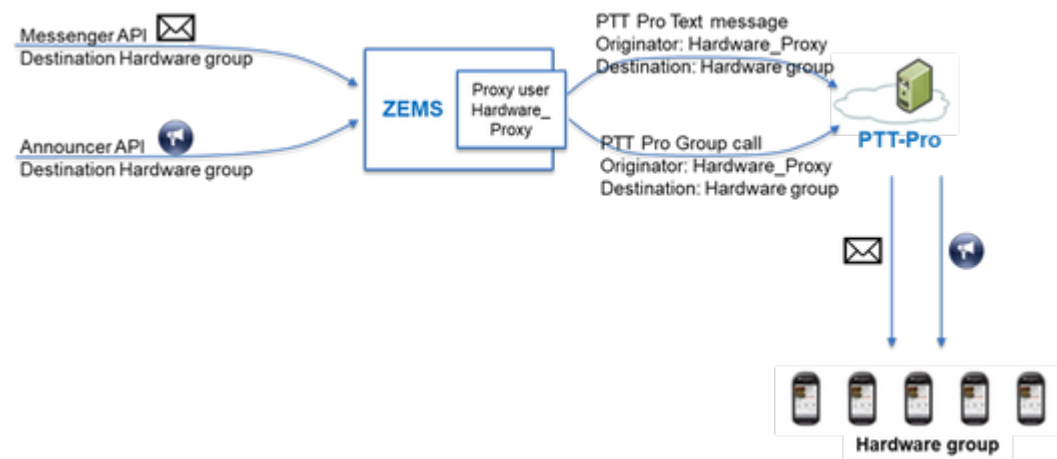 Messenger API
Destination Hardware group
Announcer API
Destination Hardware group
ZEMS
Proxy user
Hardware_
Proxy
PTT Pro Text message
Originator: Hardware_Proxy
Destination: Hardware group
PTT Pro Group call
Originator: Hardware_Proxy
Destination: Hardware group
PTT-Pro
Hardware group